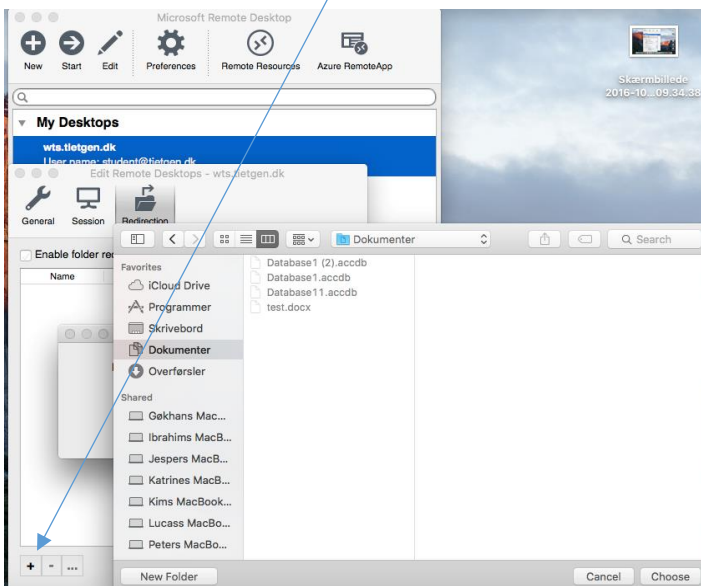 Microsoft Remote Desktop
New Start Edit Preferences Remote Resources Azure RemoteApp
Skærmbillede
2016-10...09.34.38
My Desktops
wts.tietgen.dk
User name: student@tietgen.dk
Edit Remote Desktops - wts.tietgen.dk
General Session Redirection
Dokumenter
Search
Enable folder re
Name
Favorites
iCloud Drive
Programmer
Skrivebord
Dokumenter
Overførsler
Shared
Gøkhans Mac...
Ibrahims MacB...
Jespers MacB...
Katrines MacB...
Kims MacBook...
Lucass MacBo...
Peters MacBo...
Database1 (2).accdb
Database1.accdb
Database11.accdb
test.docx
+ - ...
New Folder
Cancel Choose